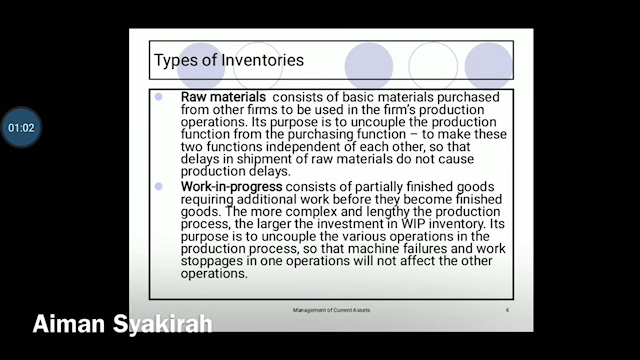 Types of Inventories
Raw materials consists of basic materials purchased
from other firms to be used in the firm's production
operations. Its purpose is to uncouple the production
function from the purchasing function – to make these
two functions independent of each other, so that
delays in shipment of raw materials do not cause
production delays.
Work-in-progress consists of partially finished goods
requiring additional work before they become finished
goods. The more complex and lengthy the production
process, the larger the investment in WIP inventory. Its
purpose is to uncouple the various operations in the
production process, so that machine failures and work
stoppages in one operations will not affect the other
operations.
Management of Current Assets
4
01:02
Aiman Syakirah